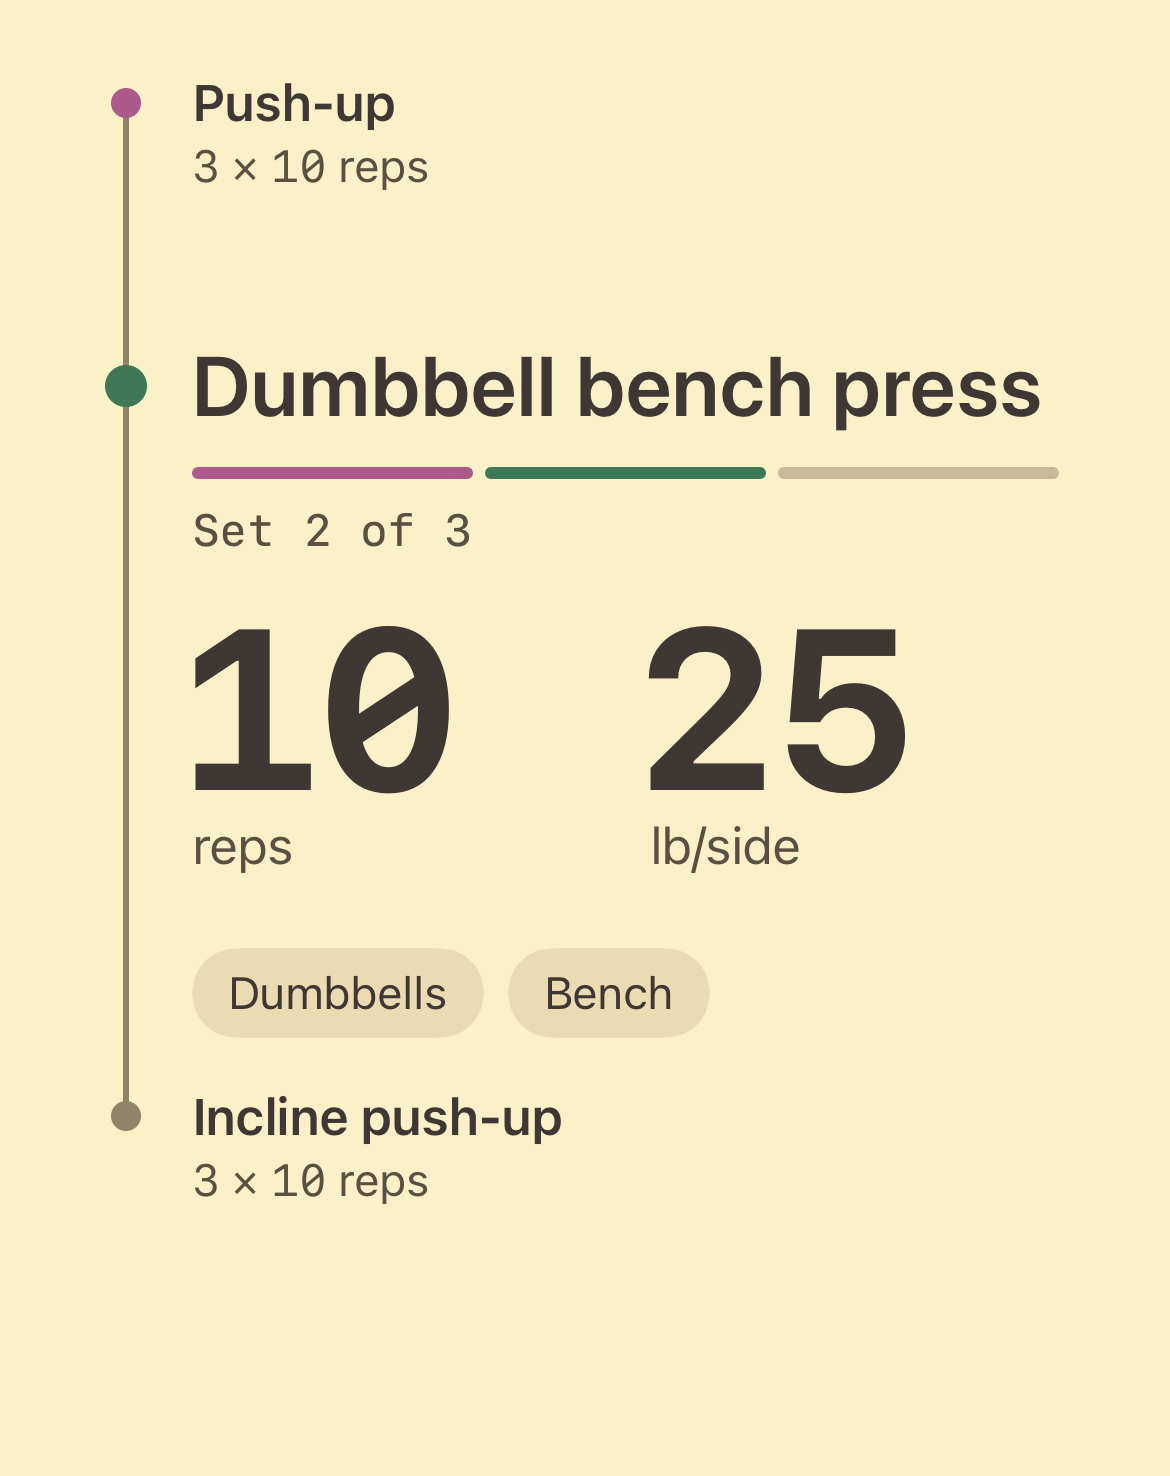 Push-up
3 × 10 reps
Dumbbell bench press
Set 2 of 3
10 25
reps lb/side
Dumbbells Bench
Incline push-up
3 × 10 reps